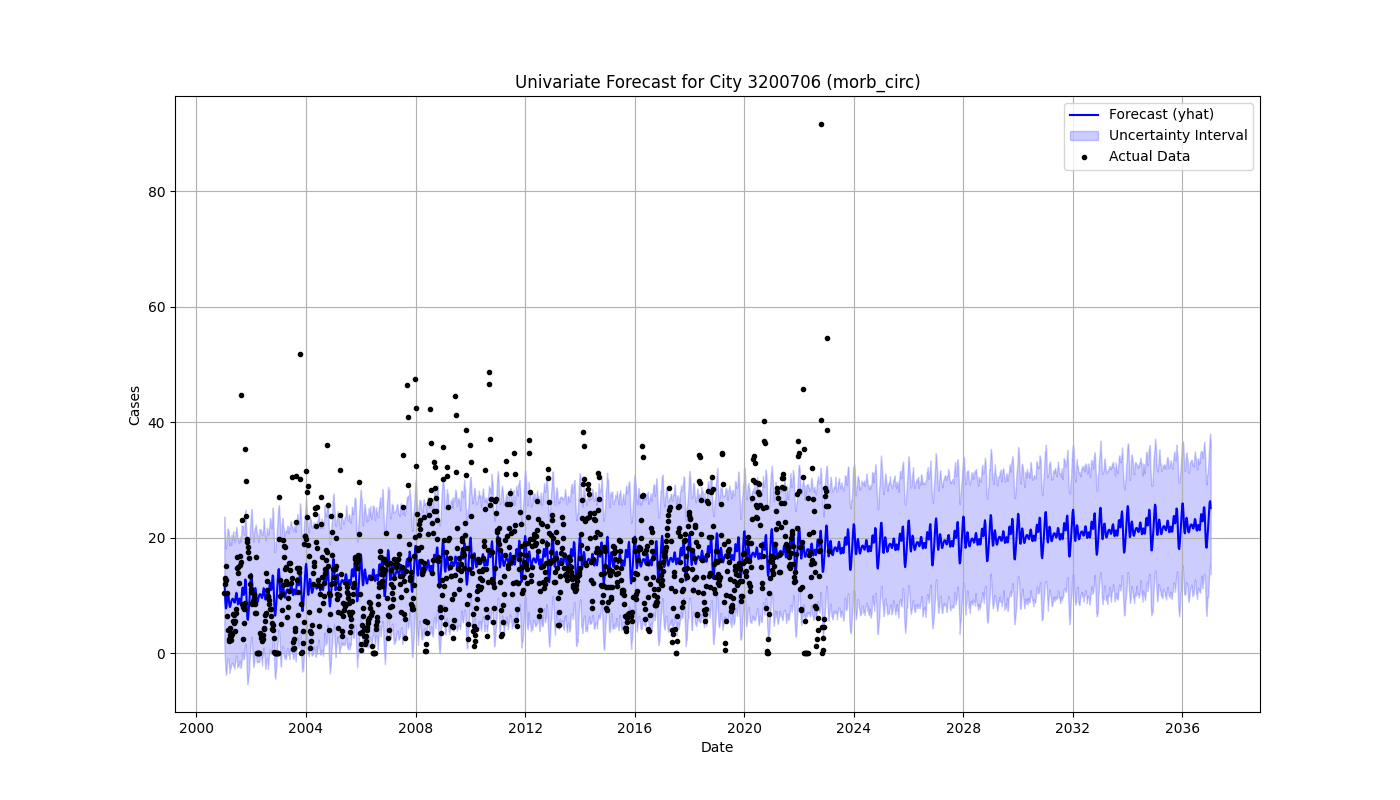 Univariate Forecast for City 3200706 (morb_circ)
Forecast (yhat)
Uncertainty Interval
Actual Data
Cases
80
60
40
20
0
2000 2004 2008 2012 2016 2020 2024 2028 2032 2036
Date